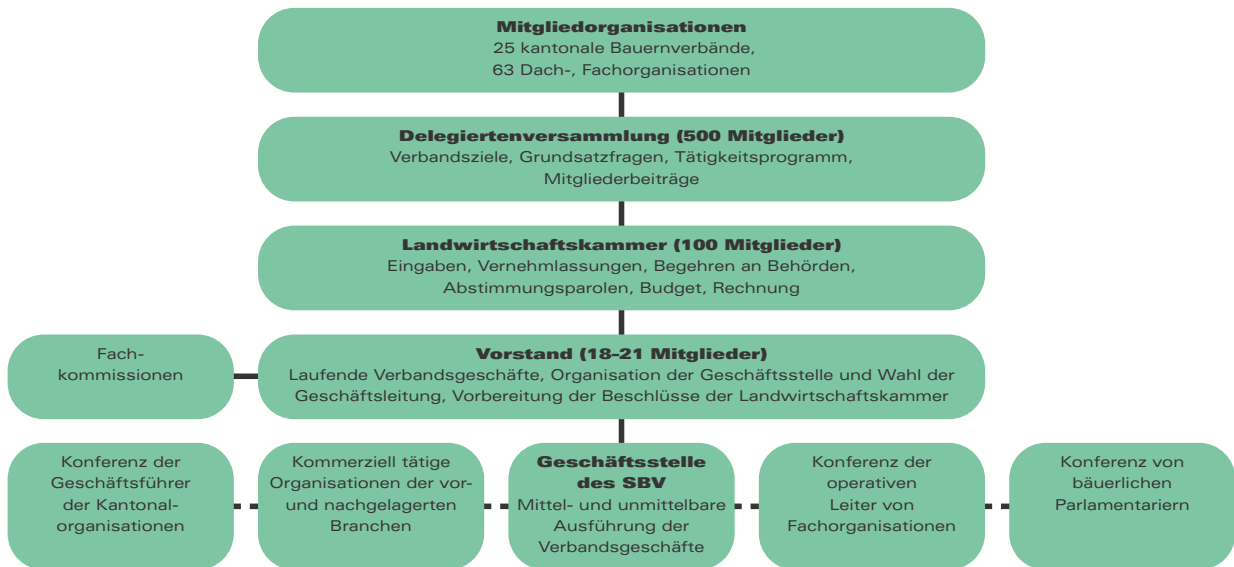 Mitgliedorganisationen
25 kantonale Bauernverbände,
63 Dach-, Fachorganisationen
Delegiertenversammlung (500 Mitglieder)
Verbandsziele, Grundsatzfragen, Tätigkeitsprogramm,
Mitgliederbeiträge
Landwirtschaftskammer (100 Mitglieder)
Eingaben, Vernehmlassungen, Begehren an Behörden,
Abstimmungsparolen, Budget, Rechnung
Fach-
kommissionen
Vorstand (18–21 Mitglieder)
Laufende Verbandsgeschäfte, Organisation der Geschäftsstelle und Wahl der
Geschäftsleitung, Vorbereitung der Beschlüsse der Landwirtschaftskammer
Konferenz der
Geschäftsführer
der Kantonal-
organisationen
Kommerziell tätige
Organisationen der vor-
und nachgelagerten
Branchen
Geschäftsstelle
des SBV
Mittel- und unmittelbare
Ausführung der
Verbandsgeschäfte
Konferenz der
operativen
Leiter von
Fachorganisationen
Konferenz von
bäuerlichen
Parlamentariern